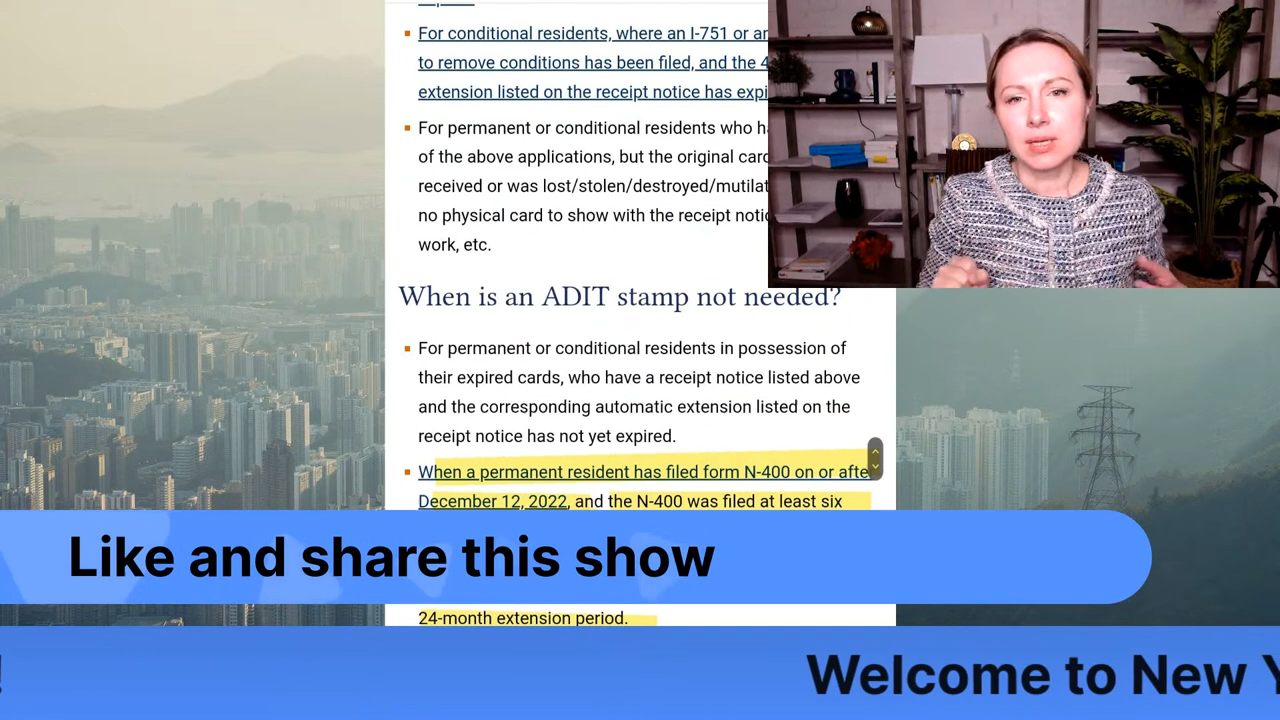 For conditional residents, where an I-751 or
to remove conditions has been filed, and the
extension listed on the receipt notice has
For permanent or conditional residents who
of the above applications, but the original
received or was lost/stolen/destroyed/
no physical card to show with the receipt
work, etc.
When is an ADIT stamp not needed?
For permanent or conditional residents in possession of
their expired cards, who have a receipt notice listed above
and the corresponding automatic extension listed on the
receipt notice has not yet expired.
When a permanent resident has filed form N-400 on or after
December 12, 2022, and the N-400 was filed at least six
Like and share this show
24-month extension period.
! Welcome to New